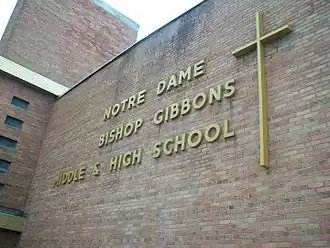 NOTRE DAME
BISHOP GIBBONS
MIDDLE & HIGH SCHOOL